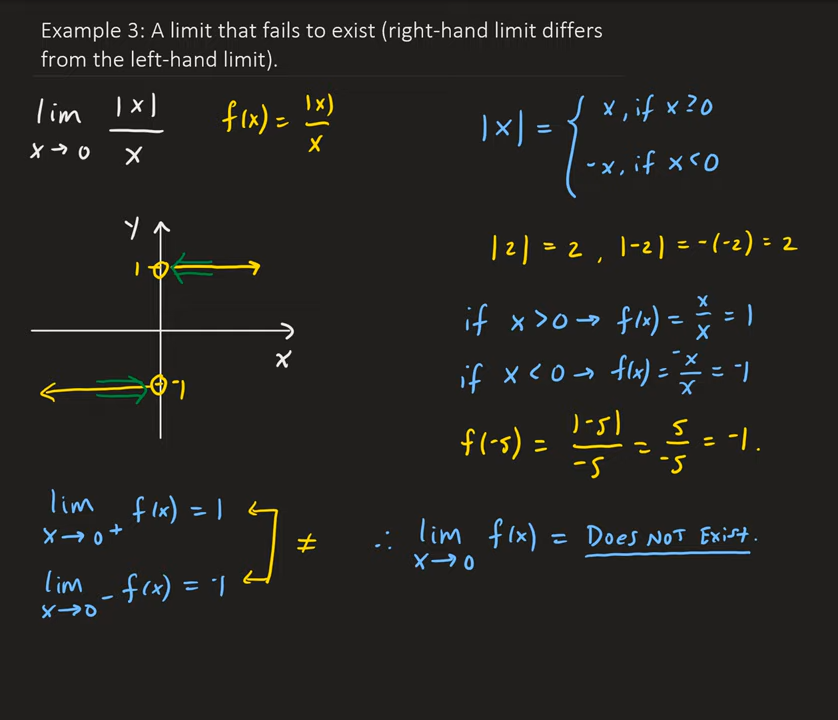 Example 3: A limit that fails to exist (right-hand limit differs
from the left-hand limit).
lim x→0 |x|/x
f(x) = |x|/x
|x| = { x, if x ≥ 0
-x, if x < 0
|2| = 2 , |-2| = -(-2) = 2
y
1
x
-1
if x > 0 → f(x) = x/x = 1
if x < 0 → f(x) = -x/x = -1
f(-5) = |-5|/-5 = 5/-5 = -1.
lim x→0+ f(x) = 1
lim x→0- f(x) = -1
≠
∴ lim x→0 f(x) = Does Not Exist.